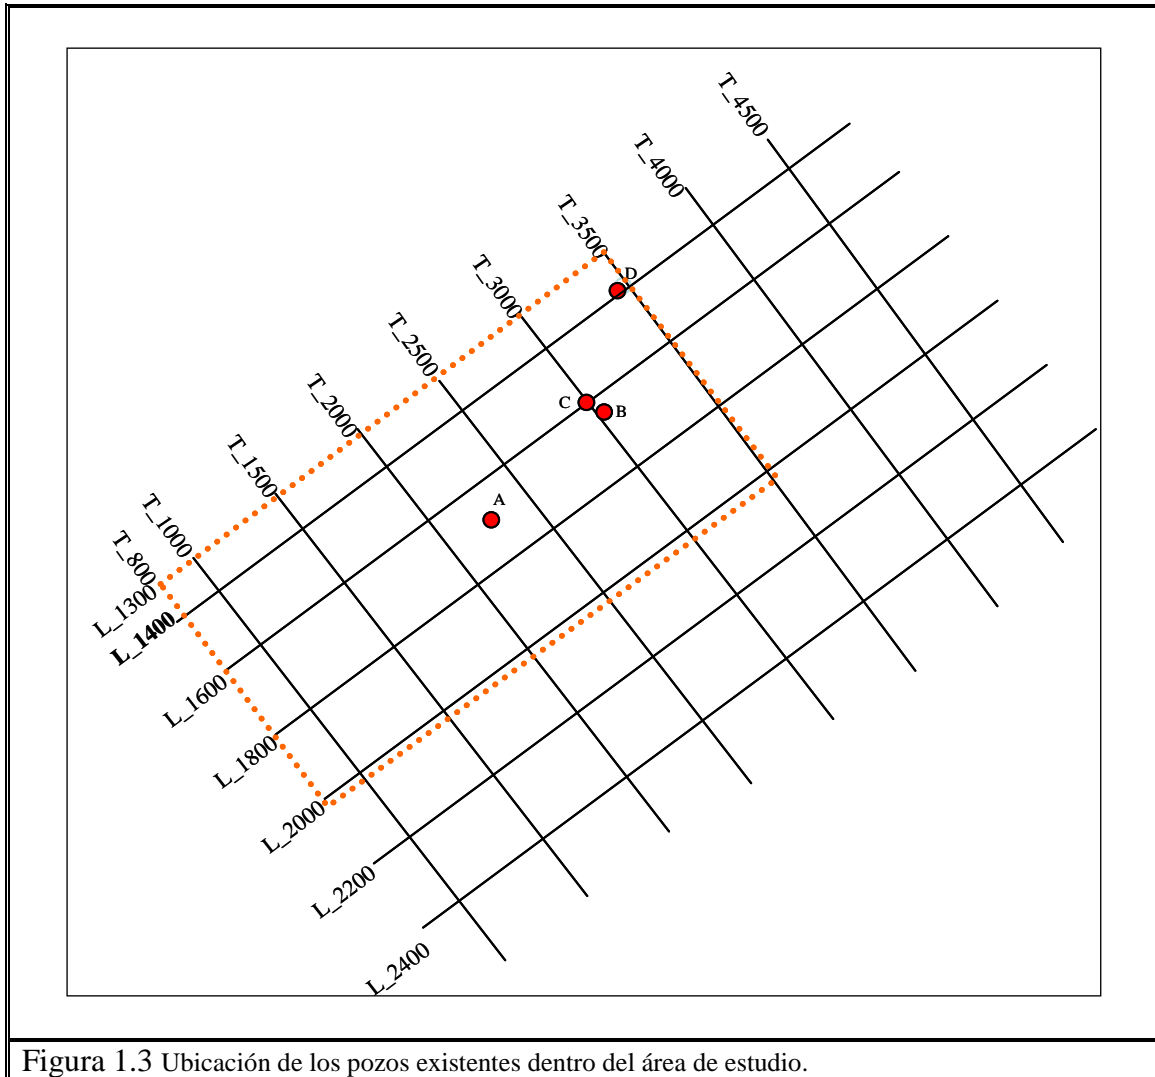 T_4500
T_4000
T_3500
D
T_3000
T_2500
C
B
T_2000
T_1500
A
T_1000
T_800
L_1300
L_1400
L_1600
L_1800
L_2000
L_2200
L_2400
Figura 1.3 Ubicación de los pozos existentes dentro del área de estudio.